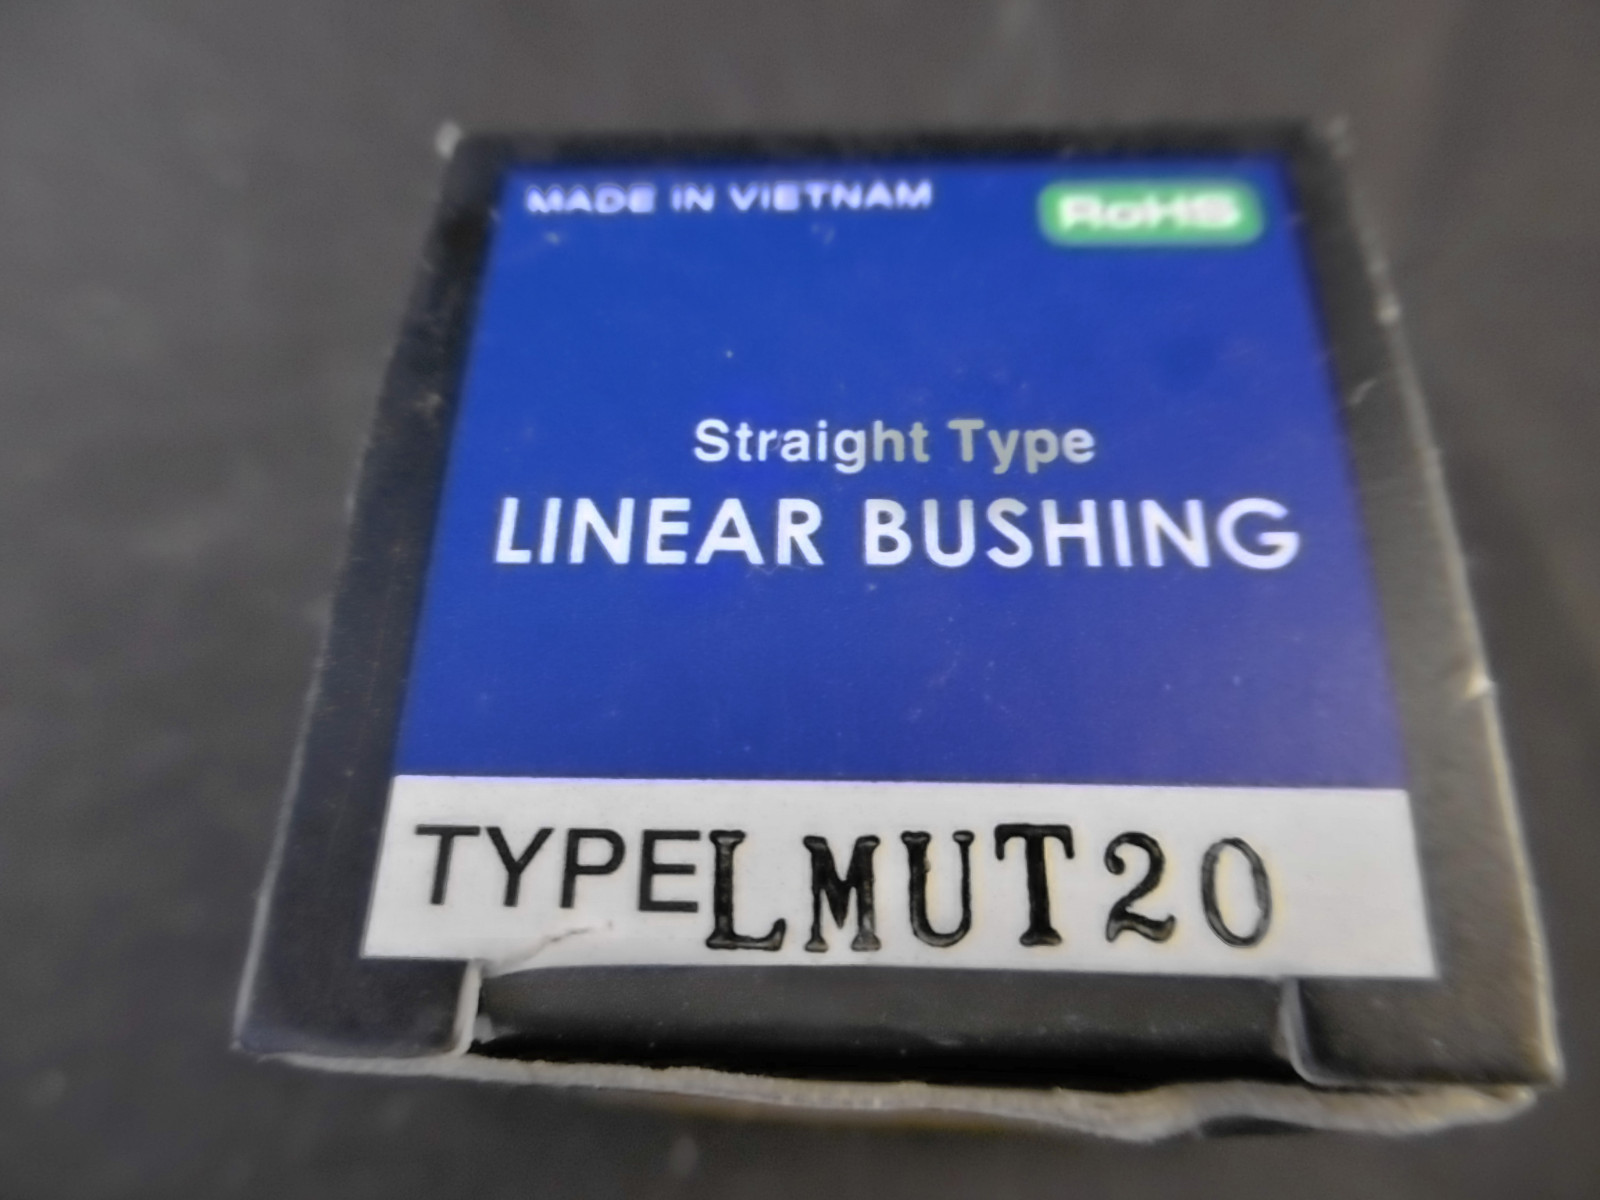 MADE IN VIETNAM
RoHS
Straight Type
LINEAR BUSHING
TYPE LMUT20